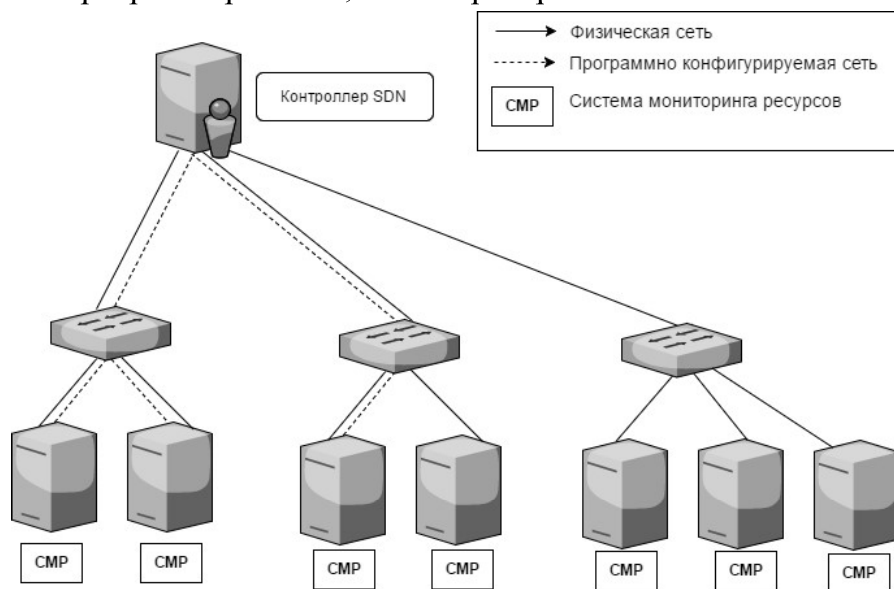 Физическая сеть
Программно конфигурируемая сеть
СМР Система мониторинга ресурсов
Контроллер SDN
СМР
СМР
СМР
СМР
СМР
СМР
СМР